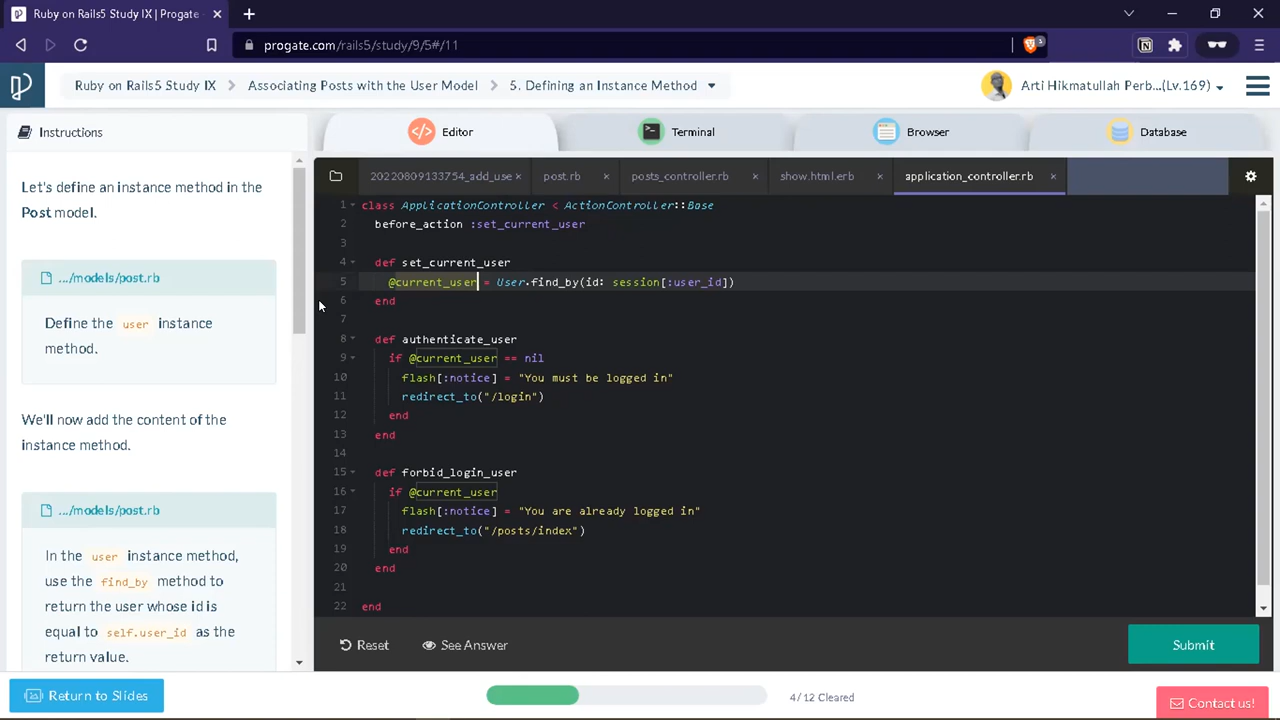 Ruby on Rails5 Study IX | Progate -
progate.com/rails5/study/9/5#/11
3
Ruby on Rails5 Study IX
Associating Posts with the User Model
5. Defining an Instance Method
Arti Hikmatullah Perb...(Lv.169)
Instructions
Editor
Terminal
Browser
Database
Let's define an instance method in the
Post model.
.../models/post.rb
Define the user instance
method.
We'll now add the content of the
instance method.
.../models/post.rb
In the user instance method,
use the find_by method to
return the user whose id is
equal to self.user_id as the
return value.
20220809133754_add_use
post.rb
posts_controller.rb
show.html.erb
application_controller.rb
1 class ApplicationController < ActionController::Base
2 before_action :set_current_user
3
4 def set_current_user
5 @current_user = User.find_by(id: session[:user_id])
6 end
7
8 def authenticate_user
9 if @current_user == nil
10 flash[:notice] = "You must be logged in"
11 redirect_to("/login")
12 end
13 end
14
15 def forbid_login_user
16 if @current_user
17 flash[:notice] = "You are already logged in"
18 redirect_to("/posts/index")
19 end
20 end
21
22 end
Reset
See Answer
Submit
Return to Slides
4/12 Cleared
Contact us!